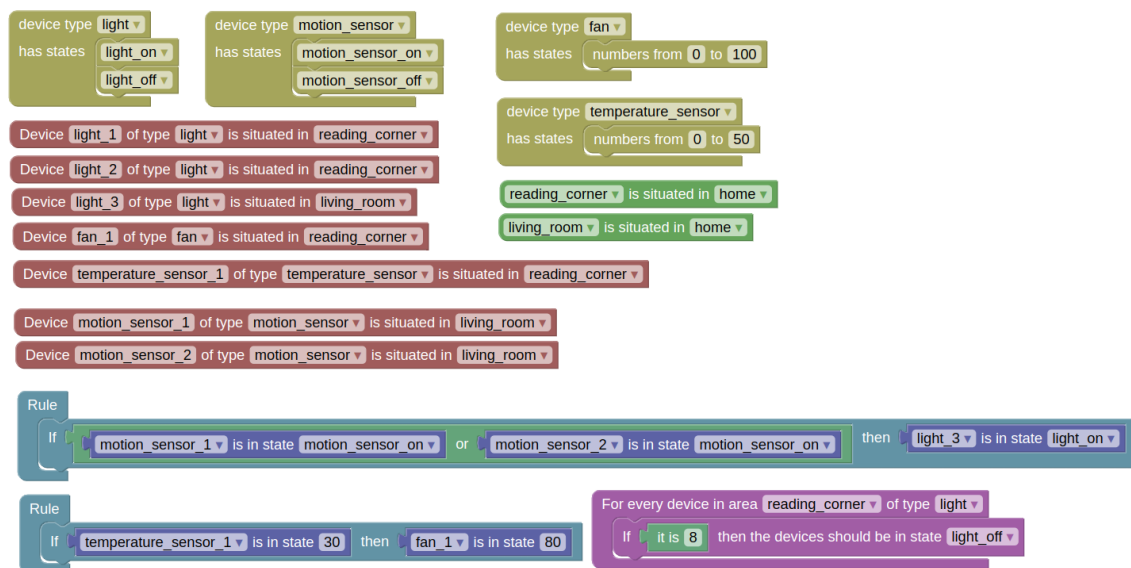 device type light
has states light_on
light_off
device type motion_sensor
has states motion_sensor_on
motion_sensor_off
device type fan
has states numbers from 0 to 100
device type temperature_sensor
has states numbers from 0 to 50
Device light_1 of type light is situated in reading_corner
Device light_2 of type light is situated in reading_corner
Device light_3 of type light is situated in living_room
Device fan_1 of type fan is situated in reading_corner
Device temperature_sensor_1 of type temperature_sensor is situated in reading_corner
Device motion_sensor_1 of type motion_sensor is situated in living_room
Device motion_sensor_2 of type motion_sensor is situated in living_room
reading_corner is situated in home
living_room is situated in home
Rule
If motion_sensor_1 is in state motion_sensor_on or motion_sensor_2 is in state motion_sensor_on then light_3 is in state light_on
Rule
If temperature_sensor_1 is in state 30 then fan_1 is in state 80
For every device in area reading_corner of type light
If it is 8 then the devices should be in state light_off